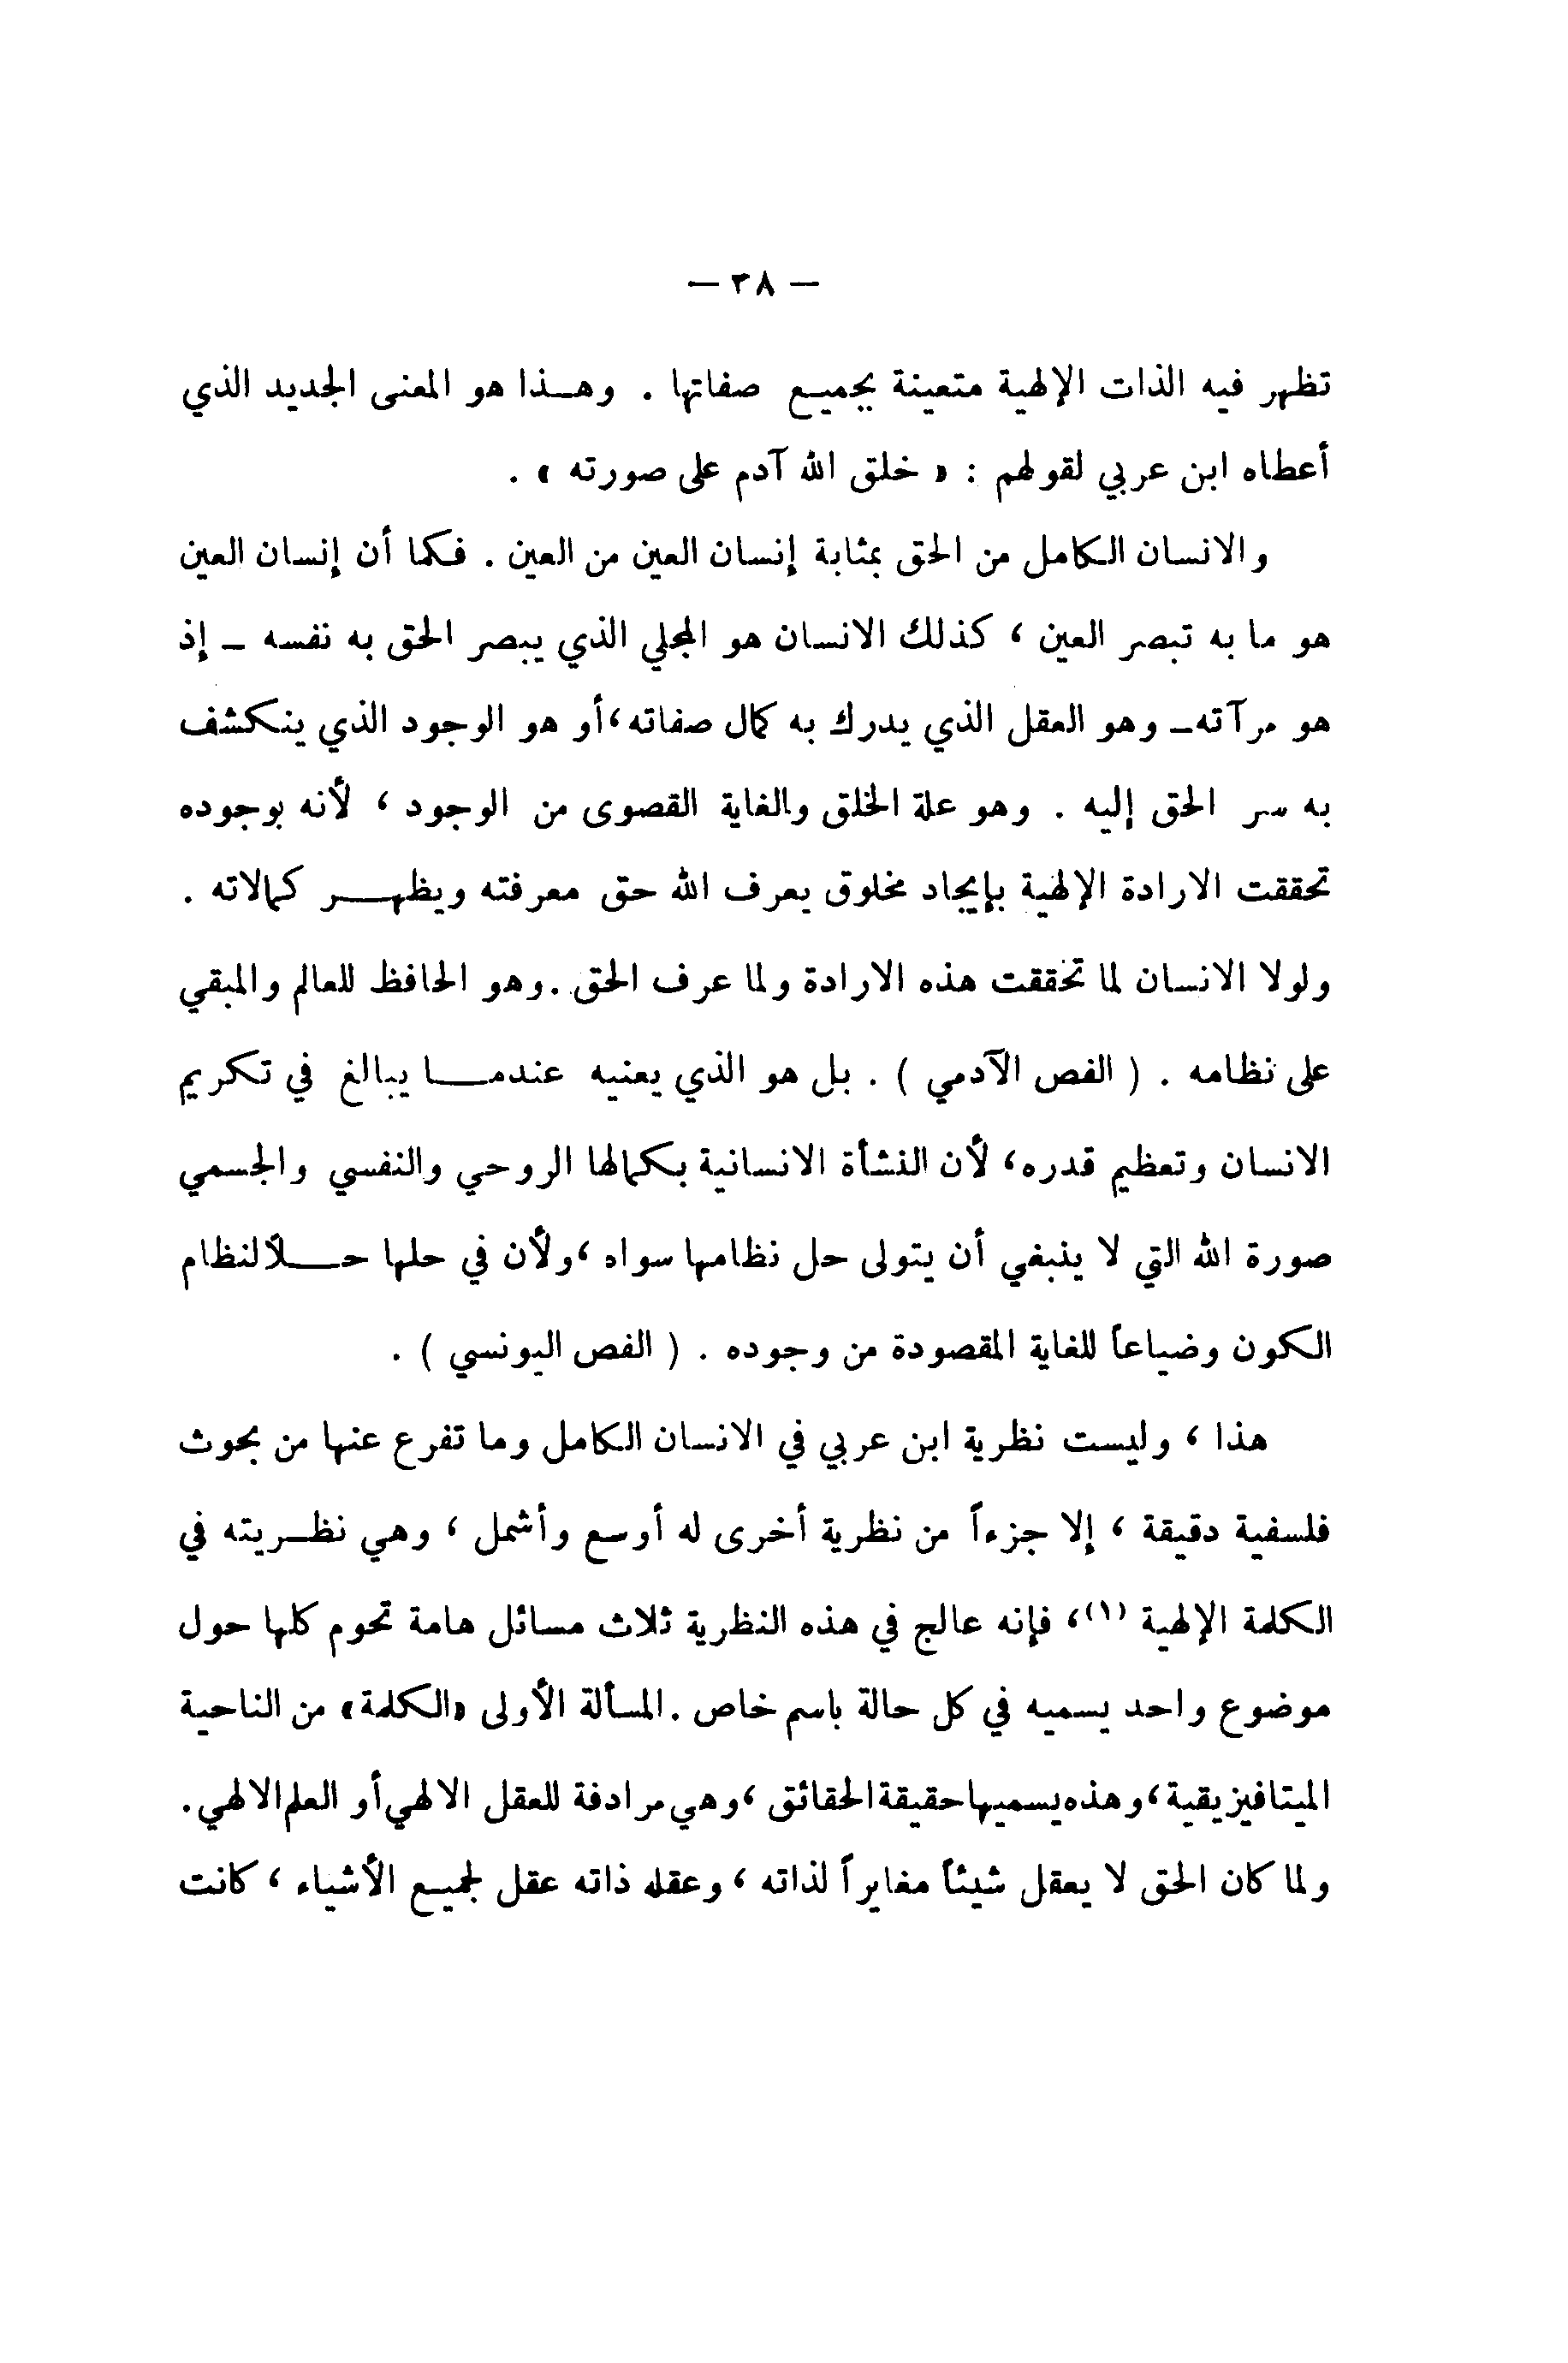 — ٣٨ —
تظهر فيه الذات الإلهية متعينة بجميع صفاتها . وهــذا هو المعنى الجديد الذي
أعطاه ابن عربي لقولهم : « خلق الله آدم على صورته » .
والانسان الكامل من الحق بمثابة إنسان العين من العين . فكما أن إنسان العين
هو ما به تبصر العين ، كذلك الانسان هو المجلي الذي يبصر الحق به نفسه – إذ
هو مرآته – وهو العقل الذي يدرك به كمال صفاته ، أو هو الوجود الذي ينكشف
به سر الحق إليه . وهو علة الخلق والغاية القصوى من الوجود ، لأنه بوجوده
تحققت الارادة الإلهية بإيجاد مخلوق يعرف الله حق معرفته ويظهـــر كمالاته .
ولولا الانسان لما تحققت هذه الارادة ولما عرف الحق . وهو الحافظ للعالم والمبقي
على نظامه . ( الفص الآدمي ) . بل هو الذي يعنيه عندمــا يبالغ في تكريم
الانسان وتعظيم قدره ، لأن النشأة الانسانية بكمالها الروحي والنفسي والجسمي
صورة الله التي لا ينبغي أن يتولى حل نظامها سواه ، ولأن في حلها حـــلاً لنظام
الكون وضياعاً للغاية المقصودة من وجوده . ( الفص اليونسي ) .
هذا ، وليست نظرية ابن عربي في الانسان الكامل وما تفرع عنها من بحوث
فلسفية دقيقة ، إلا جزءاً من نظرية أخرى له أوسع وأشمل ، وهي نظــريته في
الكلمة الإلهية (١) ، فإنه عالج في هذه النظرية ثلاث مسائل هامة تحوم كلها حول
موضوع واحد يسميه في كل حالة باسم خاص . المسألة الأولى «الكلمة» من الناحية
الميتافيزيقية ، وهذه يسميها حقيقة الحقائق ، وهي مرادفة للعقل الالهي أو العلم الالهي .
ولما كان الحق لا يعقل شيئاً مغايراً لذاته ، وعقله ذاته عقل لجميع الأشياء ، كانت